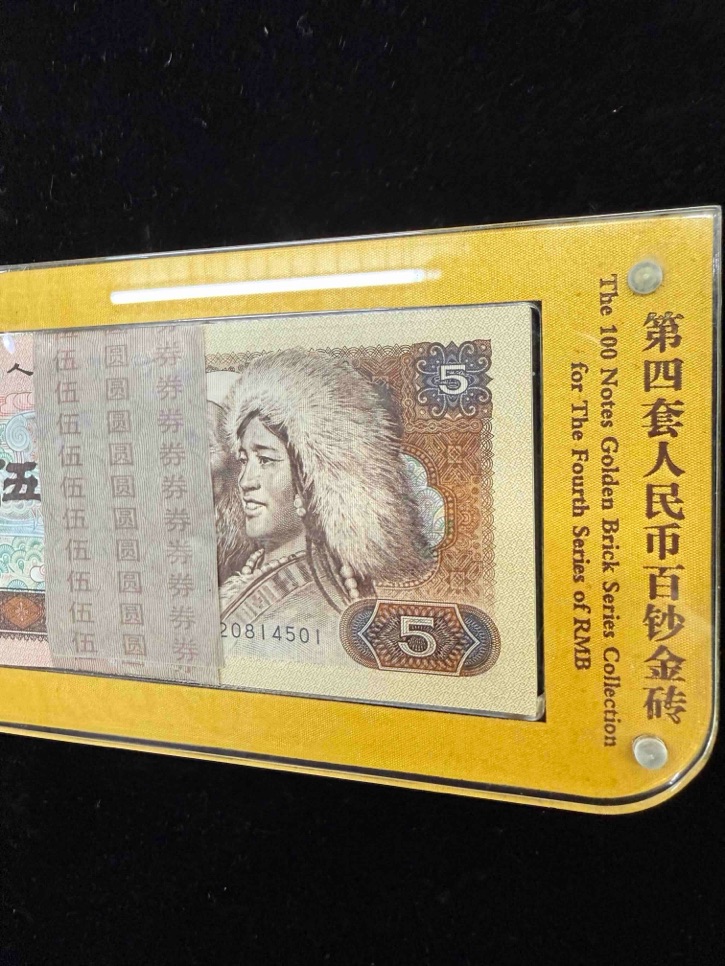 第四套人民币百钞金砖
The 100 Notes Golden Brick Series Collection
for The Fourth Series of RMB
人
伍
伍 圆 券
伍 圆 券
伍 圆 券
伍 圆 券
伍 圆 券
伍 圆 券
伍 圆 券
伍 圆 券
伍 圆 券
伍 圆 券
5
20814501
5